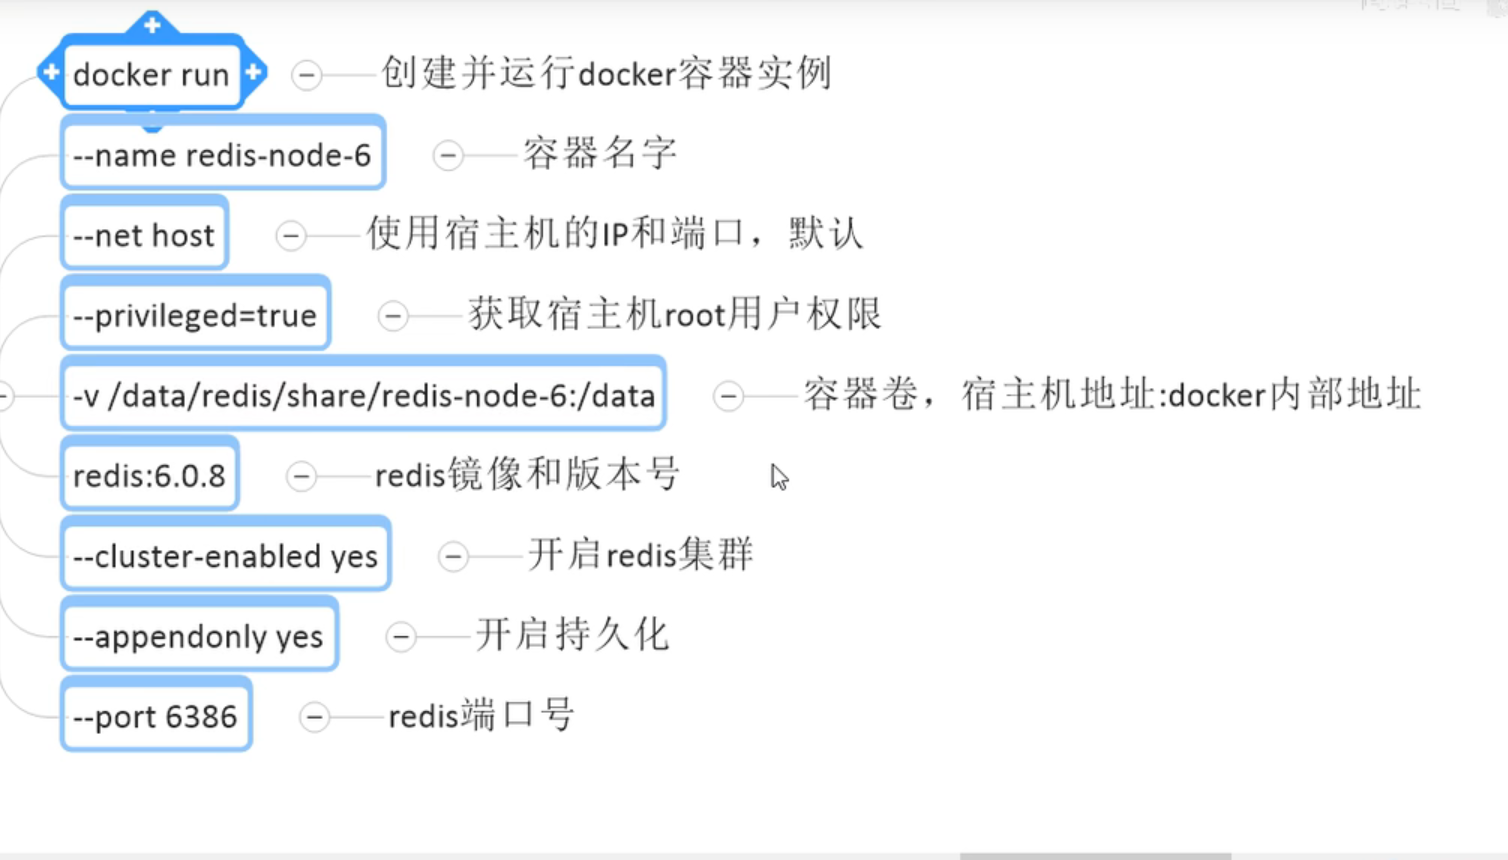 docker run 创建并运行docker容器实例
--name redis-node-6 容器名字
--net host 使用宿主机的IP和端口，默认
--privileged=true 获取宿主机root用户权限
-v /data/redis/share/redis-node-6:/data 容器卷，宿主机地址:docker内部地址
redis:6.0.8 redis镜像和版本号
--cluster-enabled yes 开启redis集群
--appendonly yes 开启持久化
--port 6386 redis端口号